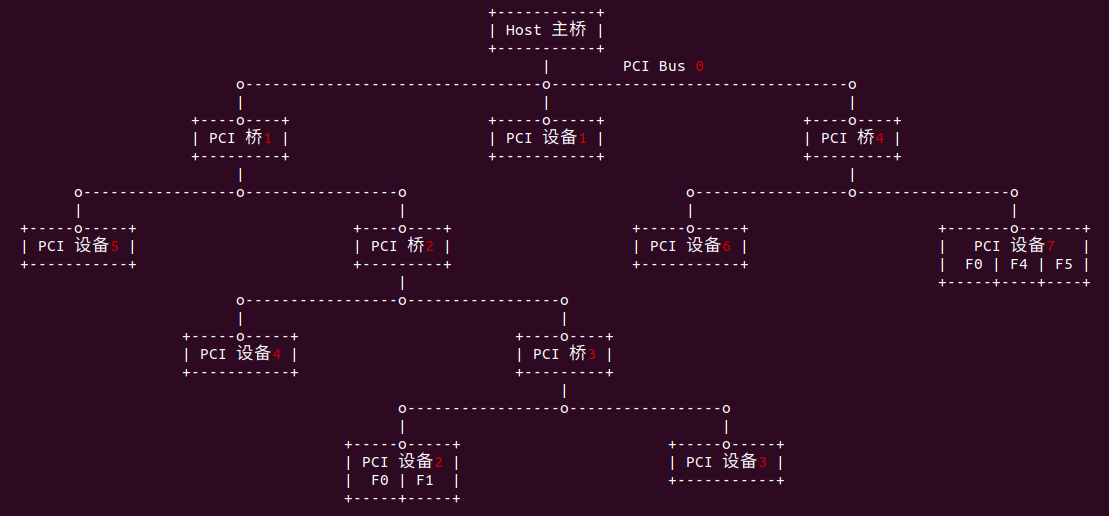 Host 主桥
PCI Bus 0
PCI 桥1
PCI 设备1
PCI 桥4
PCI 设备5
PCI 桥2
PCI 设备6
PCI 设备7
F0 | F4 | F5
PCI 设备4
PCI 桥3
PCI 设备2
F0 | F1
PCI 设备3